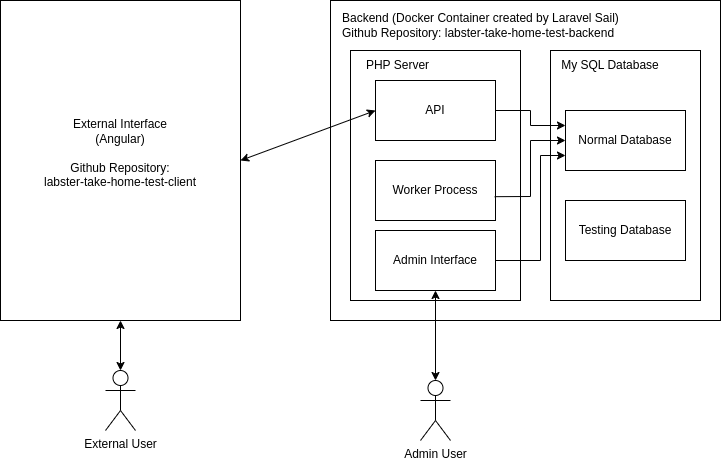 Backend (Docker Container created by Laravel Sail)
Github Repository: labster-take-home-test-backend
PHP Server
My SQL Database
API
External Interface
(Angular)
Github Repository:
labster-take-home-test-client
Normal Database
Worker Process
Testing Database
Admin Interface
External User
Admin User